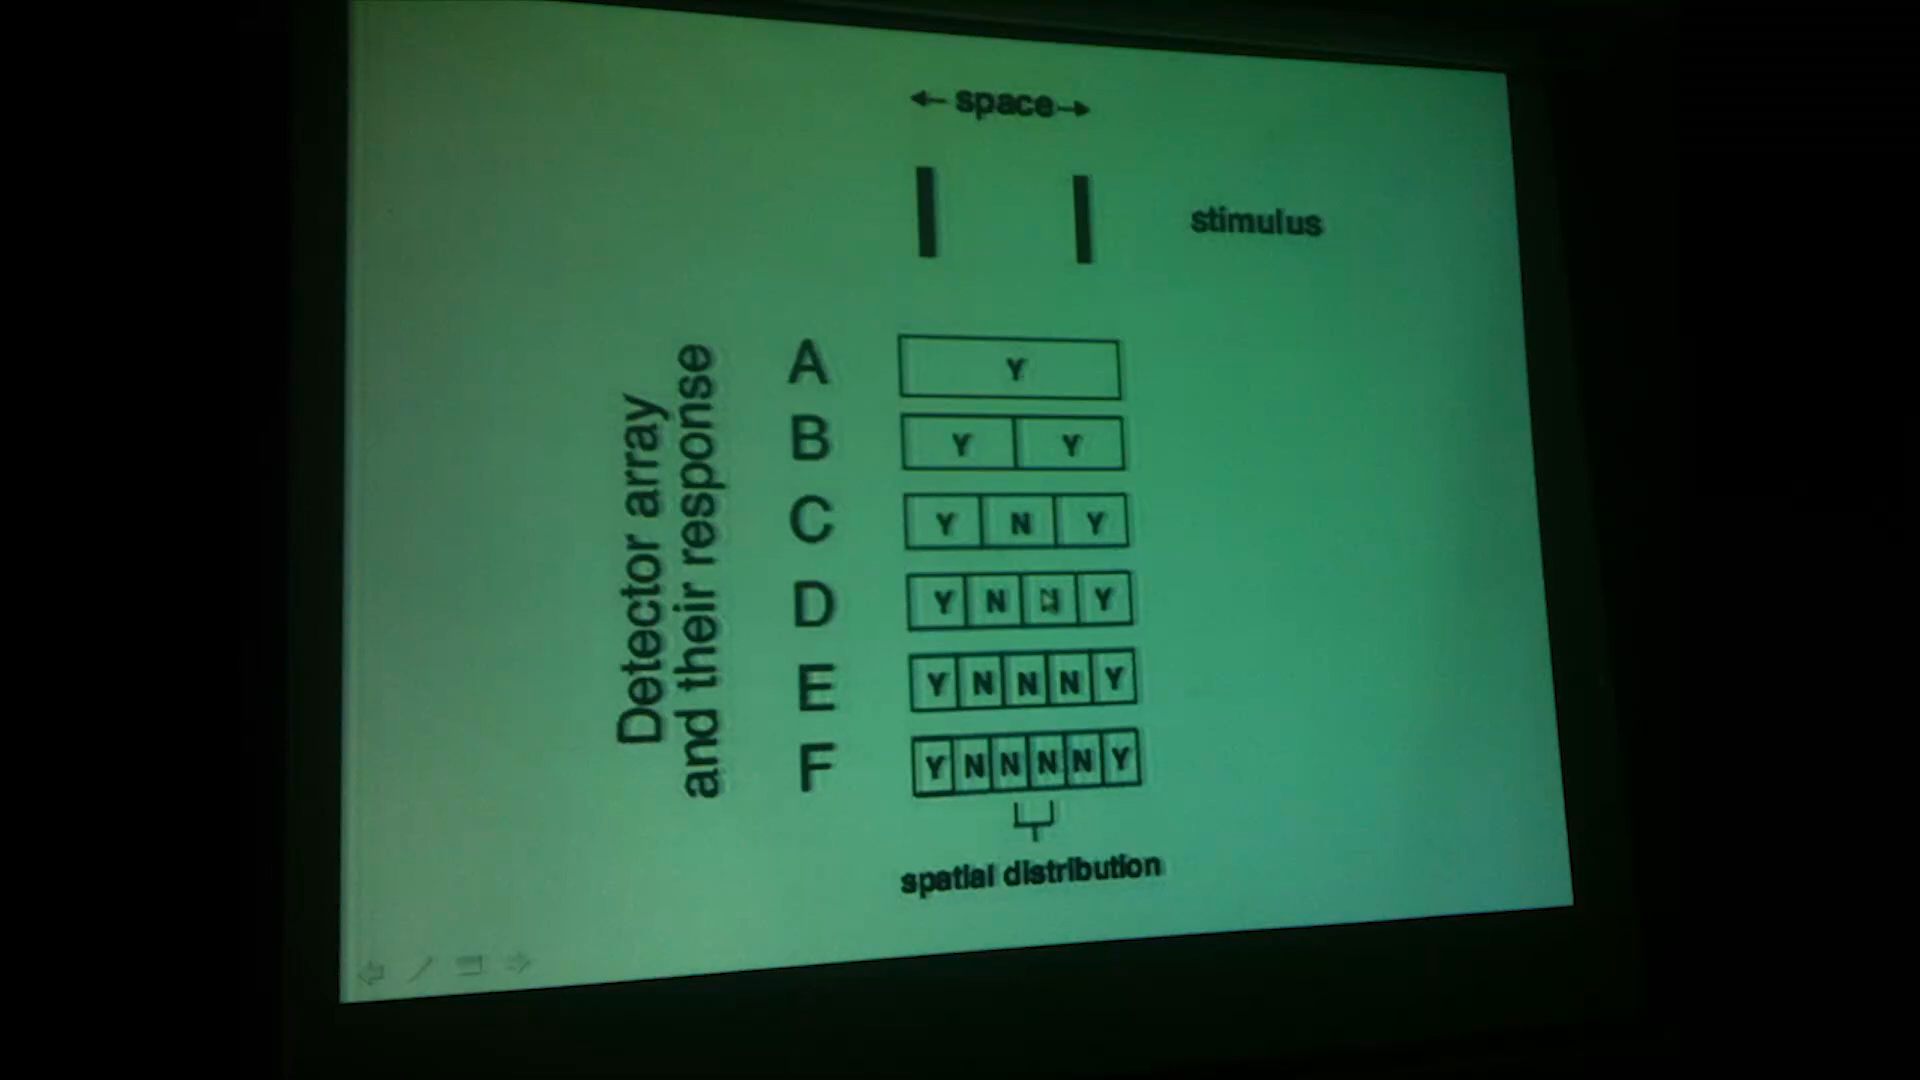 space
stimulus
Detector array
and their response
A
Y
B
Y Y
C
Y N Y
D
Y N N Y
E
Y N N N Y
F
Y N N N N Y
spatial distribution